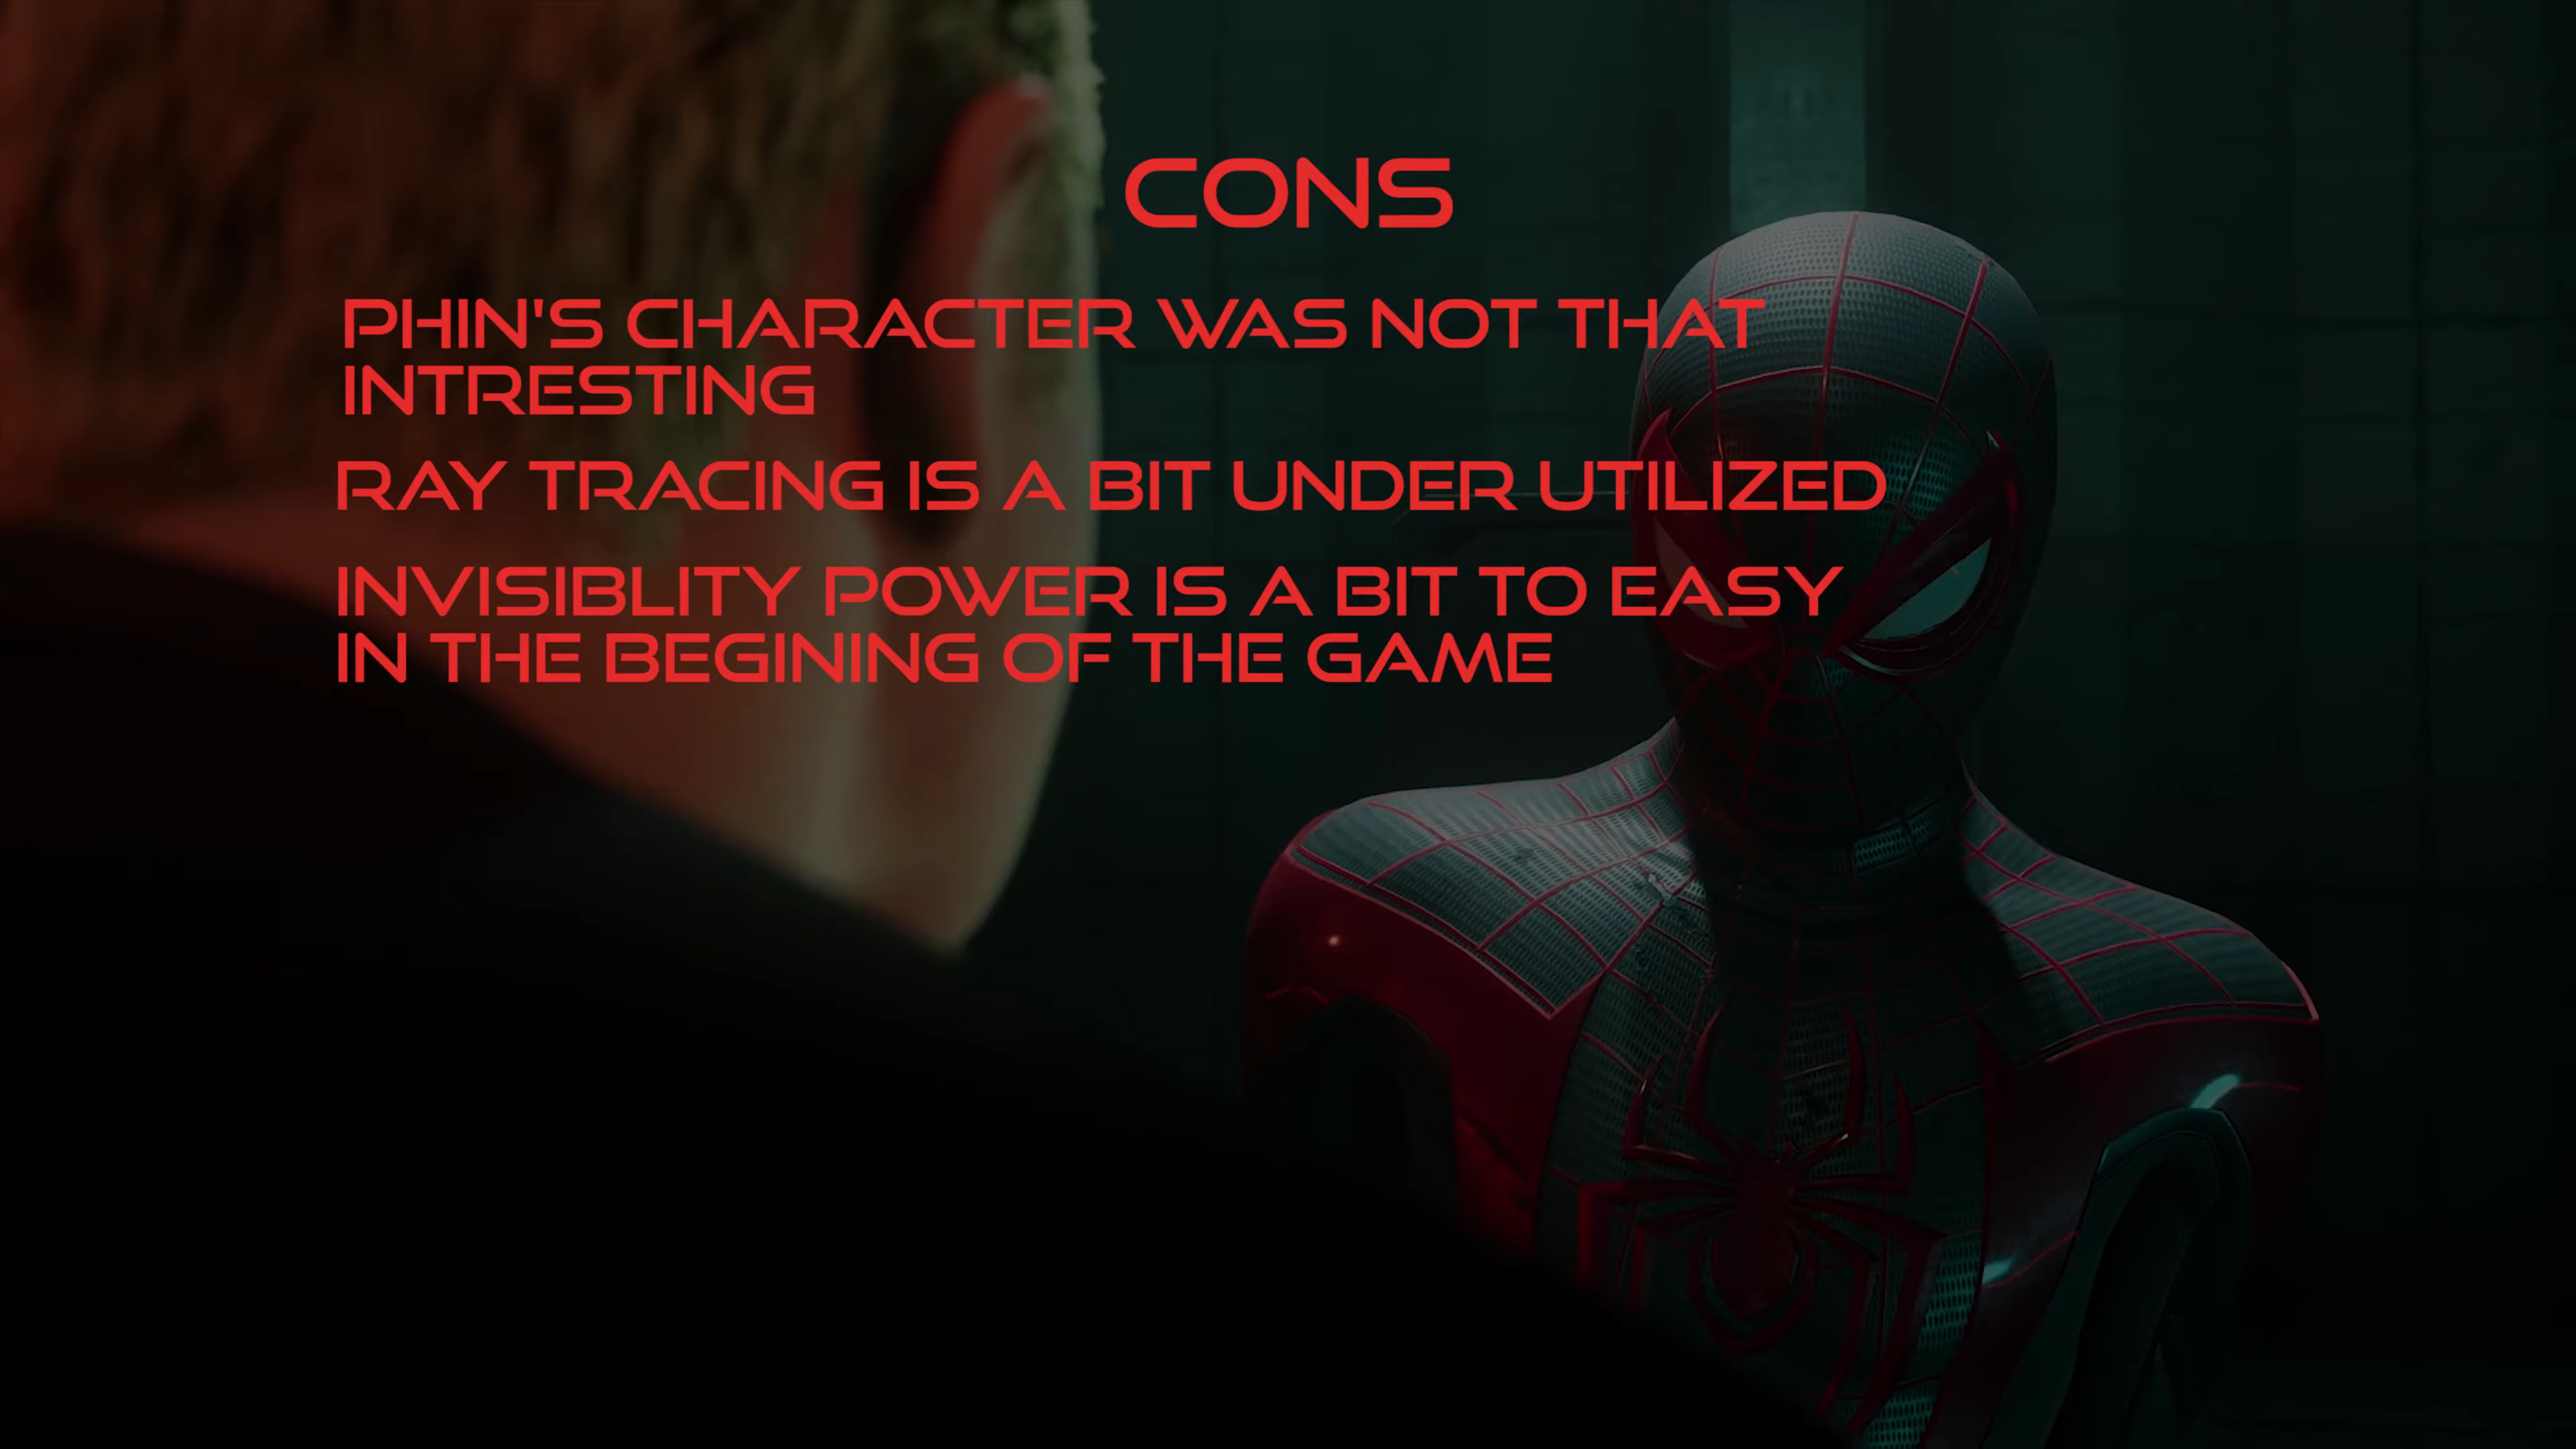 CONS
PHIN'S CHARACTER WAS NOT THAT
INTRESTING
RAY TRACING IS A BIT UNDER UTILIZED
INVISIBLITY POWER IS A BIT TO EASY
IN THE BEGINING OF THE GAME